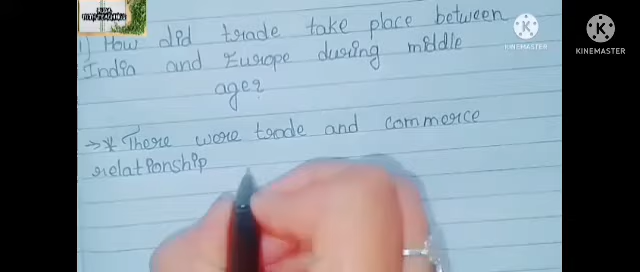 1) How did trade take place between
India and Europe during middle
ages?
→* There were trade and commerce
relationship
KINEMASTER
KINEMASTER